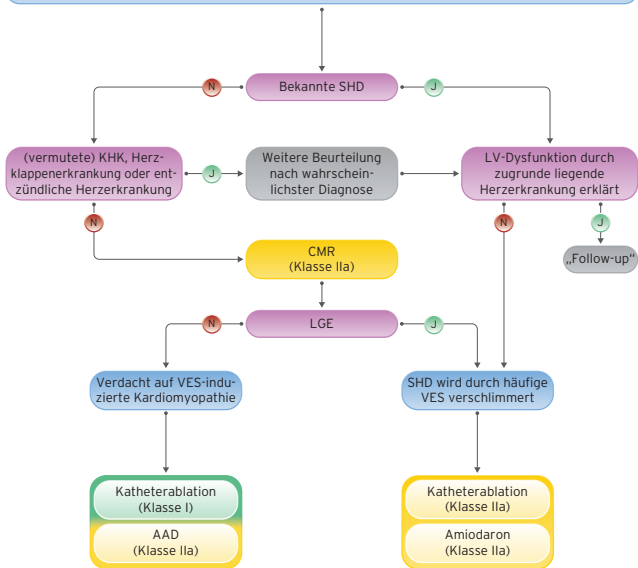 Bekannte SHD
N
J
(vermutete) KHK, Herz-
klappenerkrankung oder ent-
zündliche Herzerkrankung
J
Weitere Beurteilung
nach wahrschein-
lichster Diagnose
LV-Dysfunktion durch
zugrunde liegende
Herzerkrankung erklärt
N
N
J
CMR
(Klasse IIa)
„Follow-up“
LGE
N
J
Verdacht auf VES-indu-
zierte Kardiomyopathie
SHD wird durch häufige
VES verschlimmert
Katheterablation
(Klasse I)
AAD
(Klasse IIa)
Katheterablation
(Klasse IIa)
Amiodaron
(Klasse IIa)